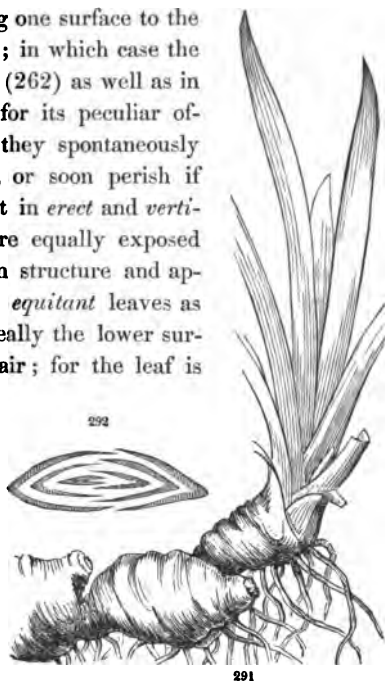 g one surface to the
; in which case the
(262) as well as in
for its peculiar of-
they spontaneously
or soon perish if
t in erect and verti-
re equally exposed
n structure and ap-
equitant leaves as
eally the lower sur-
air; for the leaf is
292
291